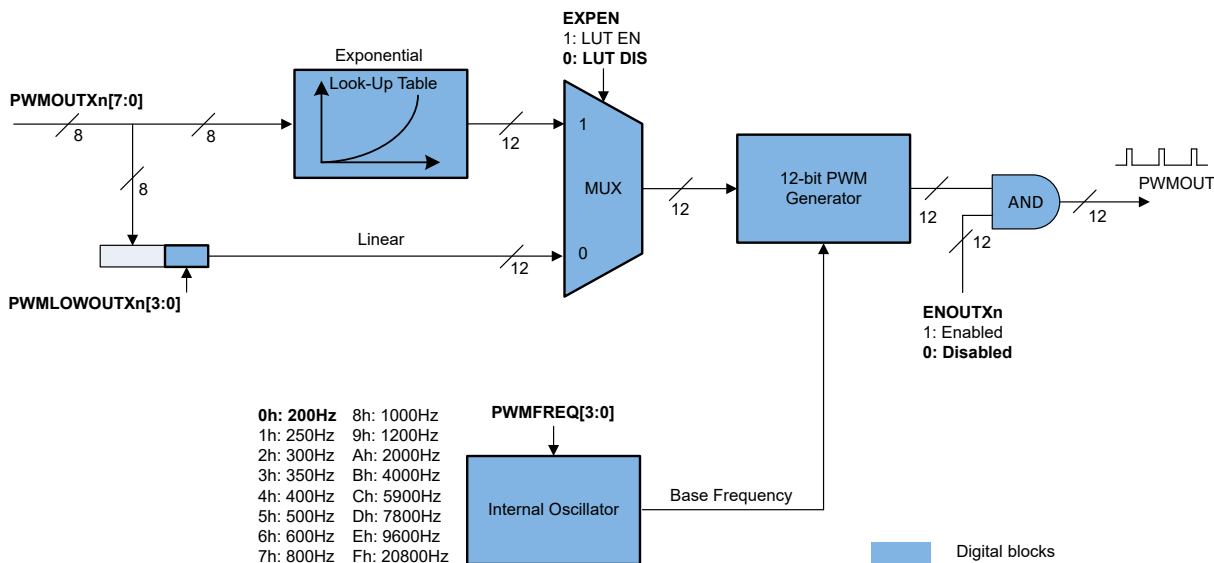 EXPEN
1: LUT EN
0: LUT DIS
Exponential
Look-Up Table
PWMOUTXn[7:0]
8
8
12
1
8
MUX
12
12-bit PWM
Generator
12
AND
12
PWMOUT
12
Linear
12
0
PWMLOWOUTXn[3:0]
ENOUTXn
1: Enabled
0: Disabled
0h: 200Hz 8h: 1000Hz
1h: 250Hz 9h: 1200Hz
2h: 300Hz Ah: 2000Hz
3h: 350Hz Bh: 4000Hz
4h: 400Hz Ch: 5900Hz
5h: 500Hz Dh: 7800Hz
6h: 600Hz Eh: 9600Hz
7h: 800Hz Fh: 20800Hz
PWMFREQ[3:0]
Internal Oscillator
Base Frequency
Digital blocks